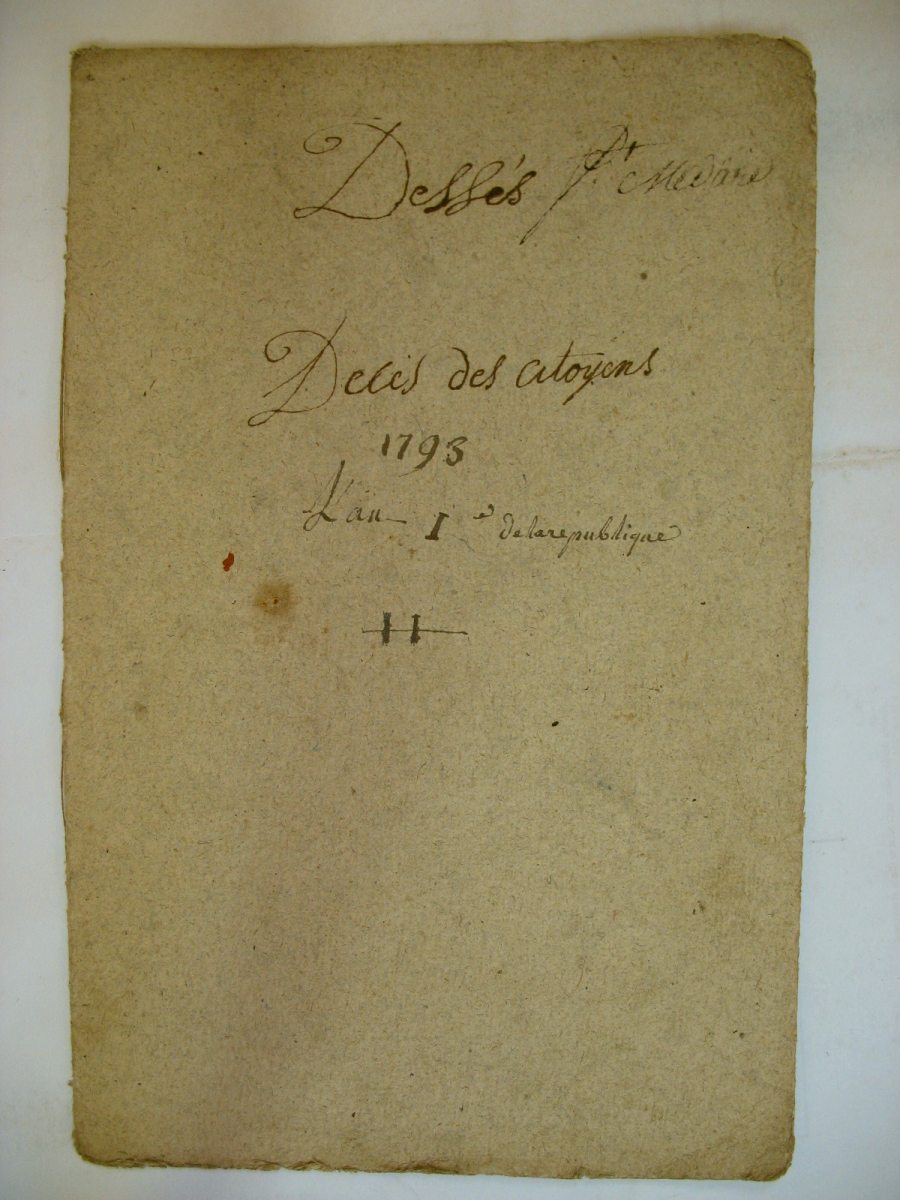 Dessés St Medard
Decés des citoyens
1793
L'an I e de la republique
II